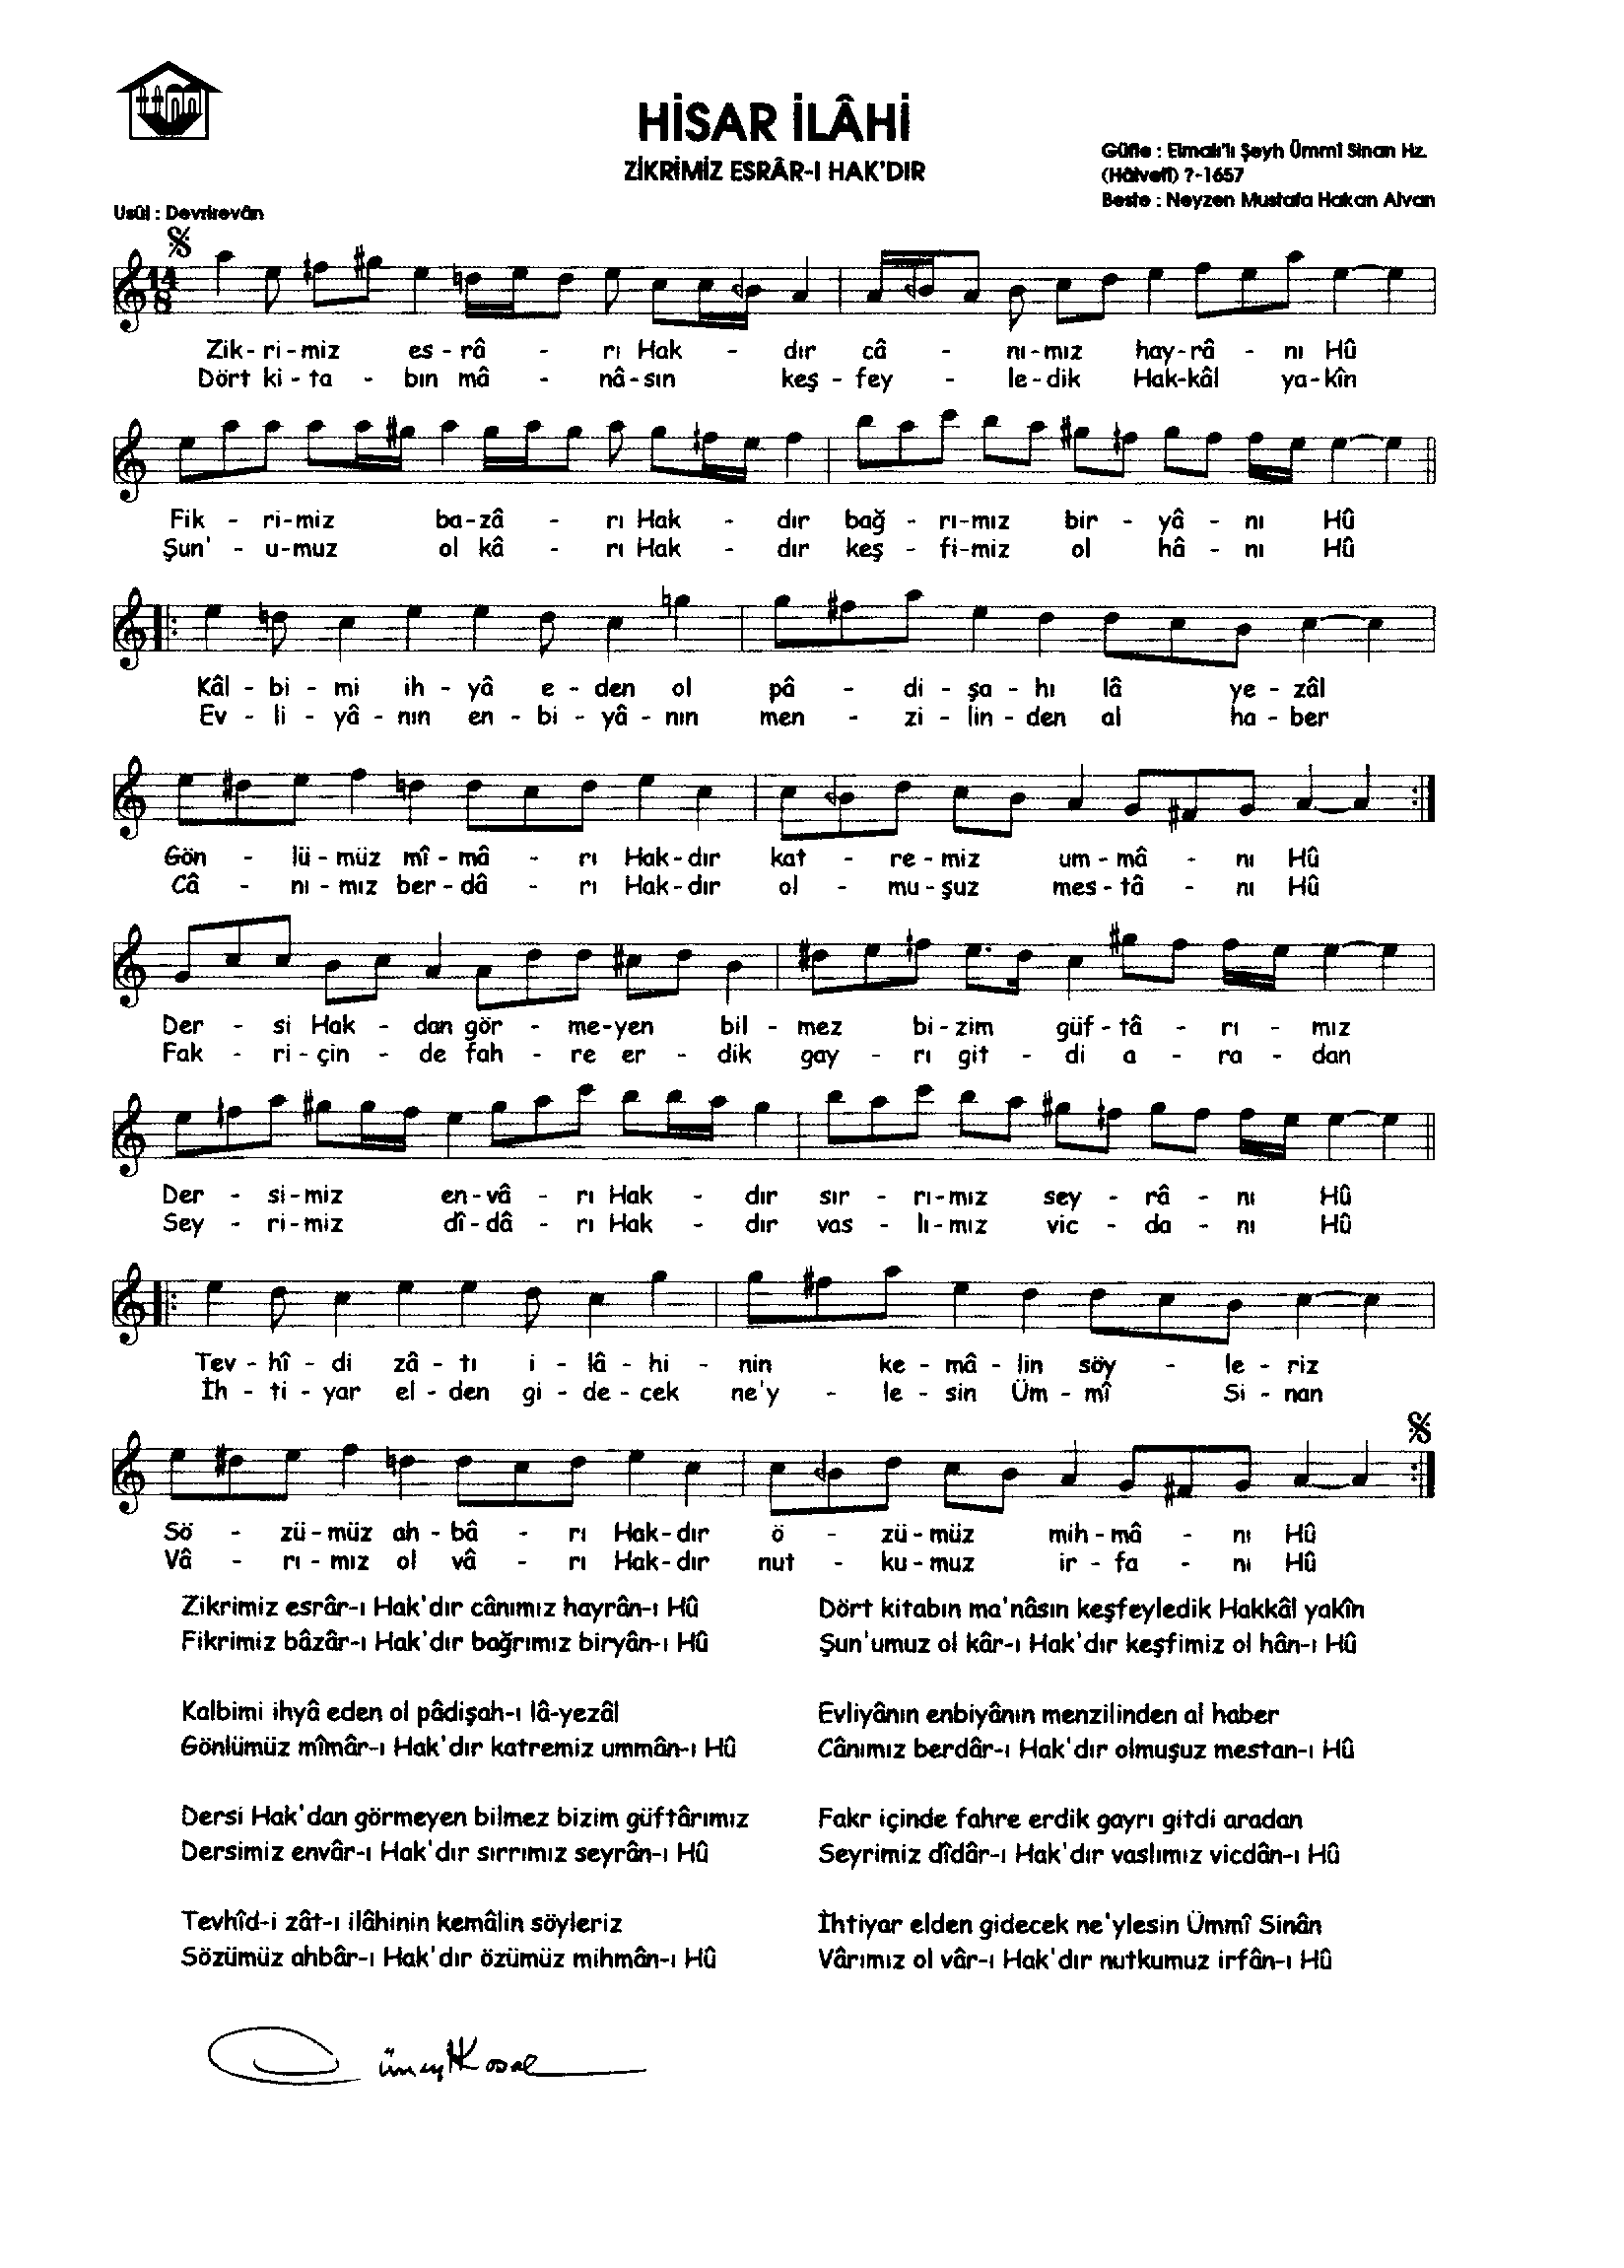 HİSAR İLÂHİ
ZİKRİMİZ ESRÂR-I HAK'DIR
Güfte : Elmalı'lı Şeyh Ümmî Sinan Hz.
(Hâlvetî) ?-1657
Beste : Neyzen Mustafa Hakan Alvan
Usûl : Devrirevân
14
8
Zik - ri - miz es - râ - rı Hak - dır câ - nı - mız hay - râ - nı Hû
Dört ki - ta - bın mâ - nâ - sın keş - fey - le - dik Hak - kâl ya - kîn
Fik - ri - miz ba - zâ - rı Hak - dır bağ - rı - mız bir - yâ - nı Hû
Şun' - u - muz ol kâ - rı Hak - dır keş - fi - miz ol hâ - nı Hû
Kâl - bi - mi ih - yâ e - den ol pâ - di - şa - hı lâ ye - zâl
Ev - li - yâ - nın en - bi - yâ - nın men - zi - lin - den al ha - ber
Gön - lü - müz mî - mâ - rı Hak - dır kat - re - miz um - mâ - nı Hû
Câ - nı - mız ber - dâ - rı Hak - dır ol - mu - şuz mes - tâ - nı Hû
Der - si Hak - dan gör - me - yen bil - mez bi - zim güf - tâ - rı - mız
Fak - ri - çin - de fah - re er - dik gay - rı git - di a - ra - dan
Der - si - miz en - vâ - rı Hak - dır sır - rı - mız sey - râ - nı Hû
Sey - ri - miz dî - dâ - rı Hak - dır vas - lı - mız vic - da - nı Hû
Tev - hî - di zâ - tı i - lâ - hi - nin ke - mâ - lin söy - le - riz
İh - ti - yar el - den gi - de - cek ne'y - le - sin Üm - mî Si - nan
Sö - zü - müz ah - bâ - rı Hak - dır ö - zü - müz mih - mâ - nı Hû
Vâ - rı - mız ol vâ - rı Hak - dır nut - ku - muz ir - fa - nı Hû
Zikrimiz esrâr-ı Hak'dır cânımız hayrân-ı Hû
Fikrimiz bâzâr-ı Hak'dır bağrımız biryân-ı Hû
Kalbimi ihyâ eden ol pâdişah-ı lâ-yezâl
Gönlümüz mîmâr-ı Hak'dır katremiz ummân-ı Hû
Dersi Hak'dan görmeyen bilmez bizim güftârımız
Dersimiz envâr-ı Hak'dır sırrımız seyrân-ı Hû
Tevhîd-i zât-ı ilâhinin kemâlin söyleriz
Sözümüz ahbâr-ı Hak'dır özümüz mihmân-ı Hû
Dört kitabın ma'nâsın keşfeyledik Hakkâl yakîn
Şun'umuz ol kâr-ı Hak'dır keşfimiz ol hân-ı Hû
Evliyânın enbiyânın menzilinden al haber
Cânımız berdâr-ı Hak'dır olmuşuz mestan-ı Hû
Fakr içinde fahre erdik gayrı gitdi aradan
Seyrimiz dîdâr-ı Hak'dır vaslımız vicdân-ı Hû
İhtiyar elden gidecek ne'ylesin Ümmî Sinân
Vârımız ol vâr-ı Hak'dır nutkumuz irfân-ı Hû